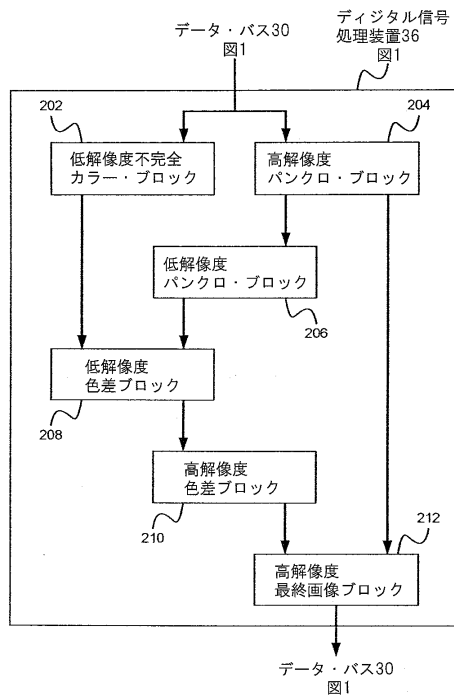 データ・バス30
図1
ディジタル信号
処理装置36
図1
202
204
低解像度不完全
カラー・ブロック
高解像度
パンクロ・ブロック
低解像度
パンクロ・ブロック
206
低解像度
色差ブロック
208
高解像度
色差ブロック
210
212
高解像度
最終画像ブロック
データ・バス30
図1